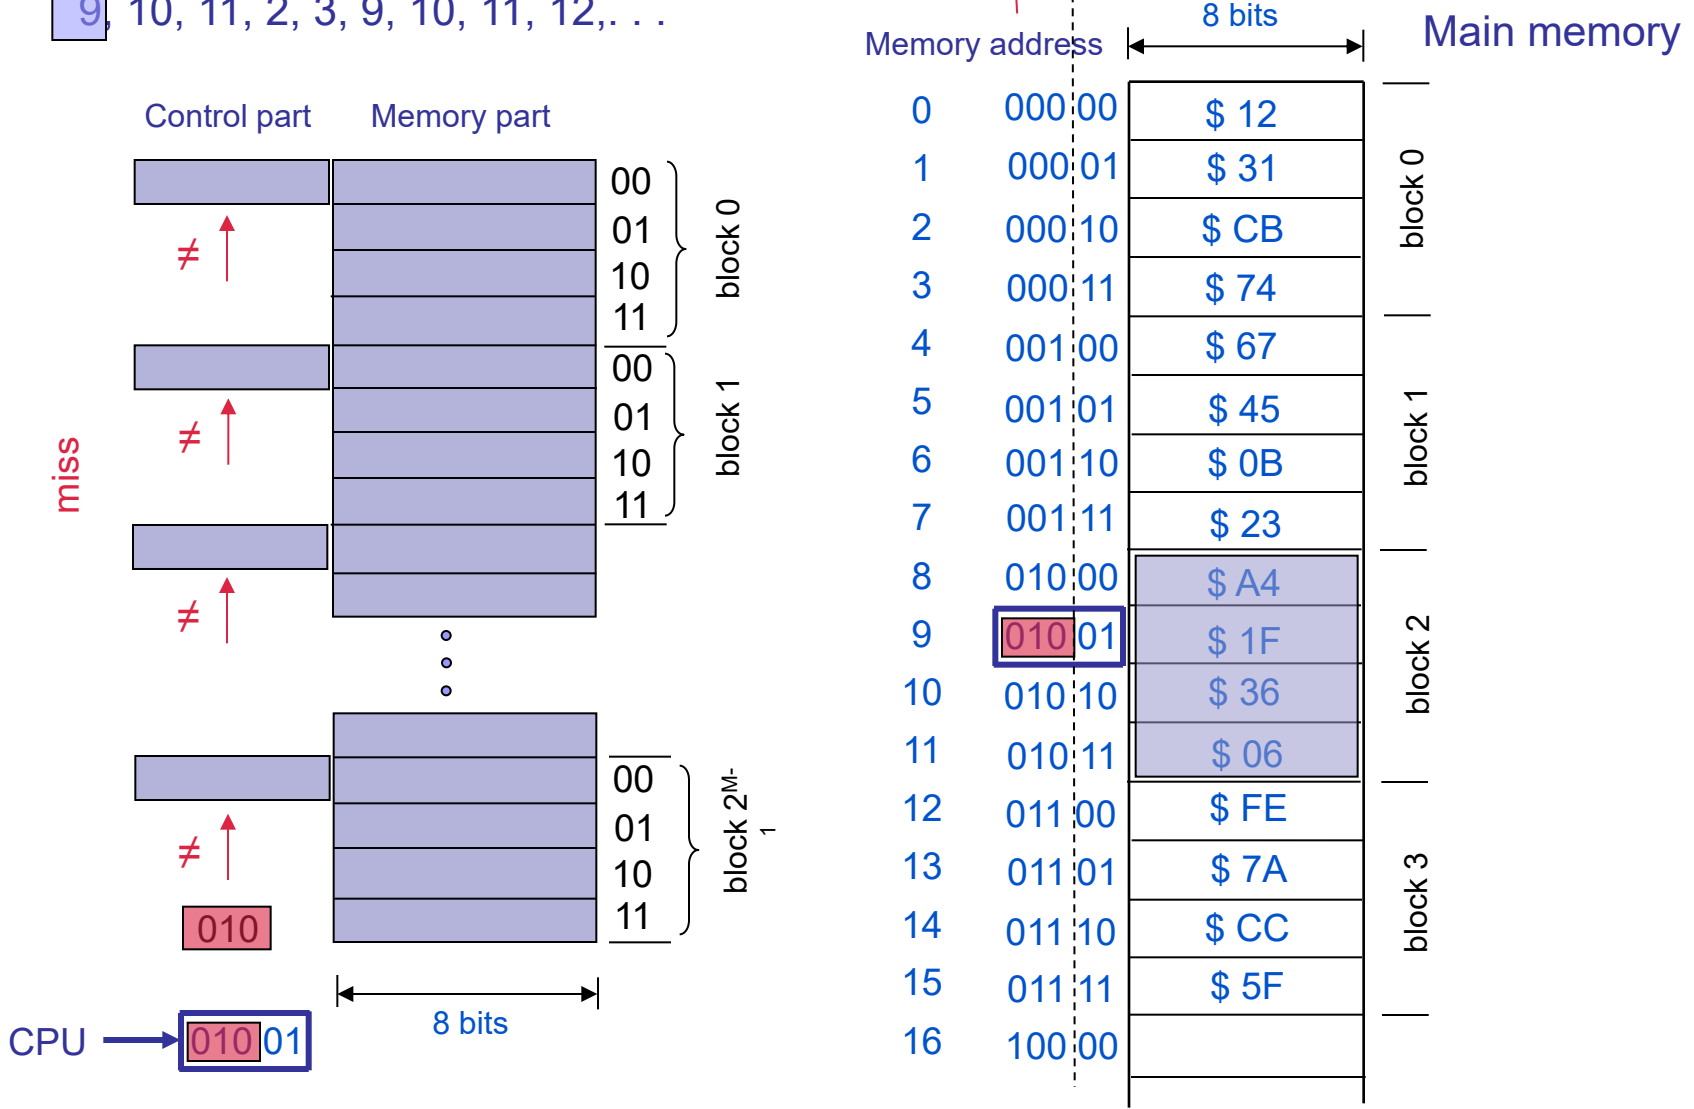 9, 10, 11, 2, 3, 9, 10, 11, 12,. . .
Control part Memory part
00
01
10
11
block 0
00
01
10
11
block 1
≠
≠
≠
≠
miss
00
01
10
11
block 2M-1
010
CPU 010 01
8 bits
Memory address
8 bits
Main memory
0 000 00 $ 12
1 000 01 $ 31
2 000 10 $ CB
3 000 11 $ 74
block 0
4 001 00 $ 67
5 001 01 $ 45
6 001 10 $ 0B
7 001 11 $ 23
block 1
8 010 00 $ A4
9 010 01 $ 1F
10 010 10 $ 36
11 010 11 $ 06
block 2
12 011 00 $ FE
13 011 01 $ 7A
14 011 10 $ CC
15 011 11 $ 5F
block 3
16 100 00